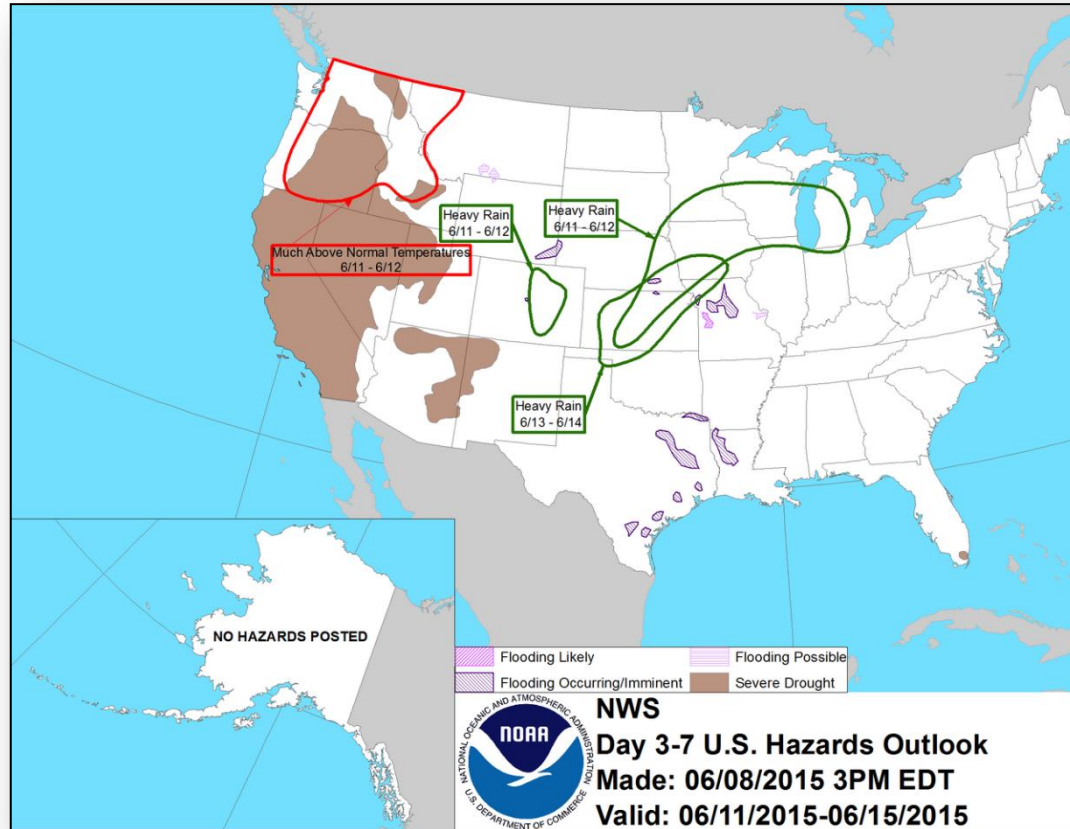 Heavy Rain
6/11 - 6/12
Heavy Rain
6/11 - 6/12
Much Above Normal Temperatures
6/11 - 6/12
Heavy Rain
6/13 - 6/14
NO HAZARDS POSTED
Flooding Likely
Flooding Possible
Flooding Occurring/Imminent
Severe Drought
NATIONAL OCEANIC AND ATMOSPHERIC ADMINISTRATION
NOAA
U.S. DEPARTMENT OF COMMERCE
NWS
Day 3-7 U.S. Hazards Outlook
Made: 06/08/2015 3PM EDT
Valid: 06/11/2015-06/15/2015